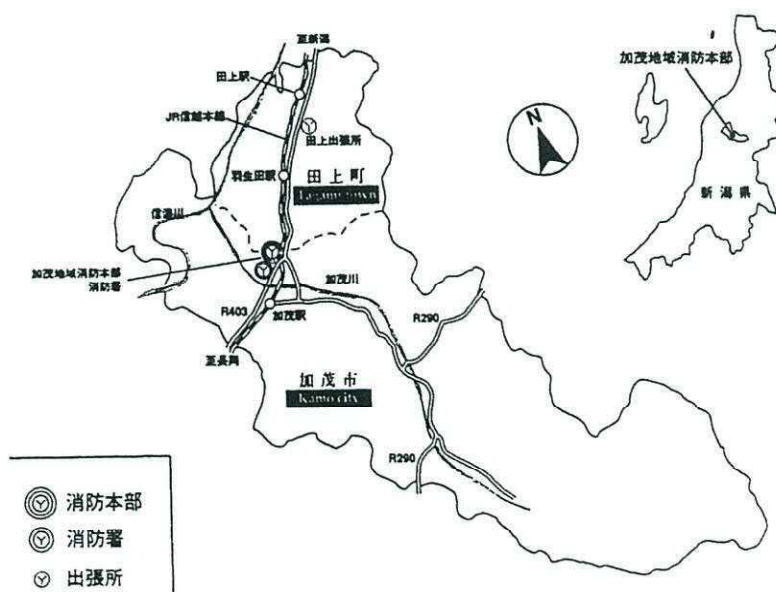 至新潟
田上駅
JR信越本線
田上出張所
羽生田駅
田上町
Tagami town
信濃川
加茂地域消防本部
消防署
加茂川
R403
加茂駅
R290
至長岡
加茂市
Kamo city
R290
N
加茂地域消防本部
新潟県
消防本部
消防署
出張所